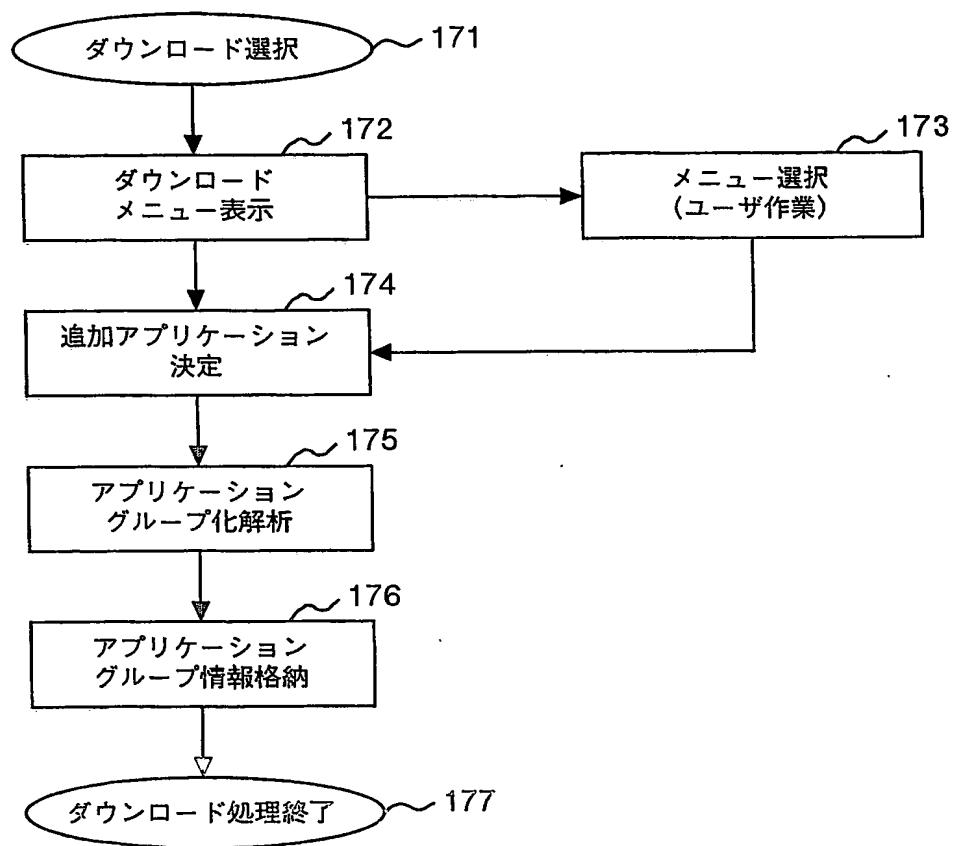 ダウンロード選択
171
172
ダウンロード
メニュー表示
173
メニュー選択
(ユーザ作業)
174
追加アプリケーション
決定
175
アプリケーション
グループ化解析
176
アプリケーション
グループ情報格納
ダウンロード処理終了
177